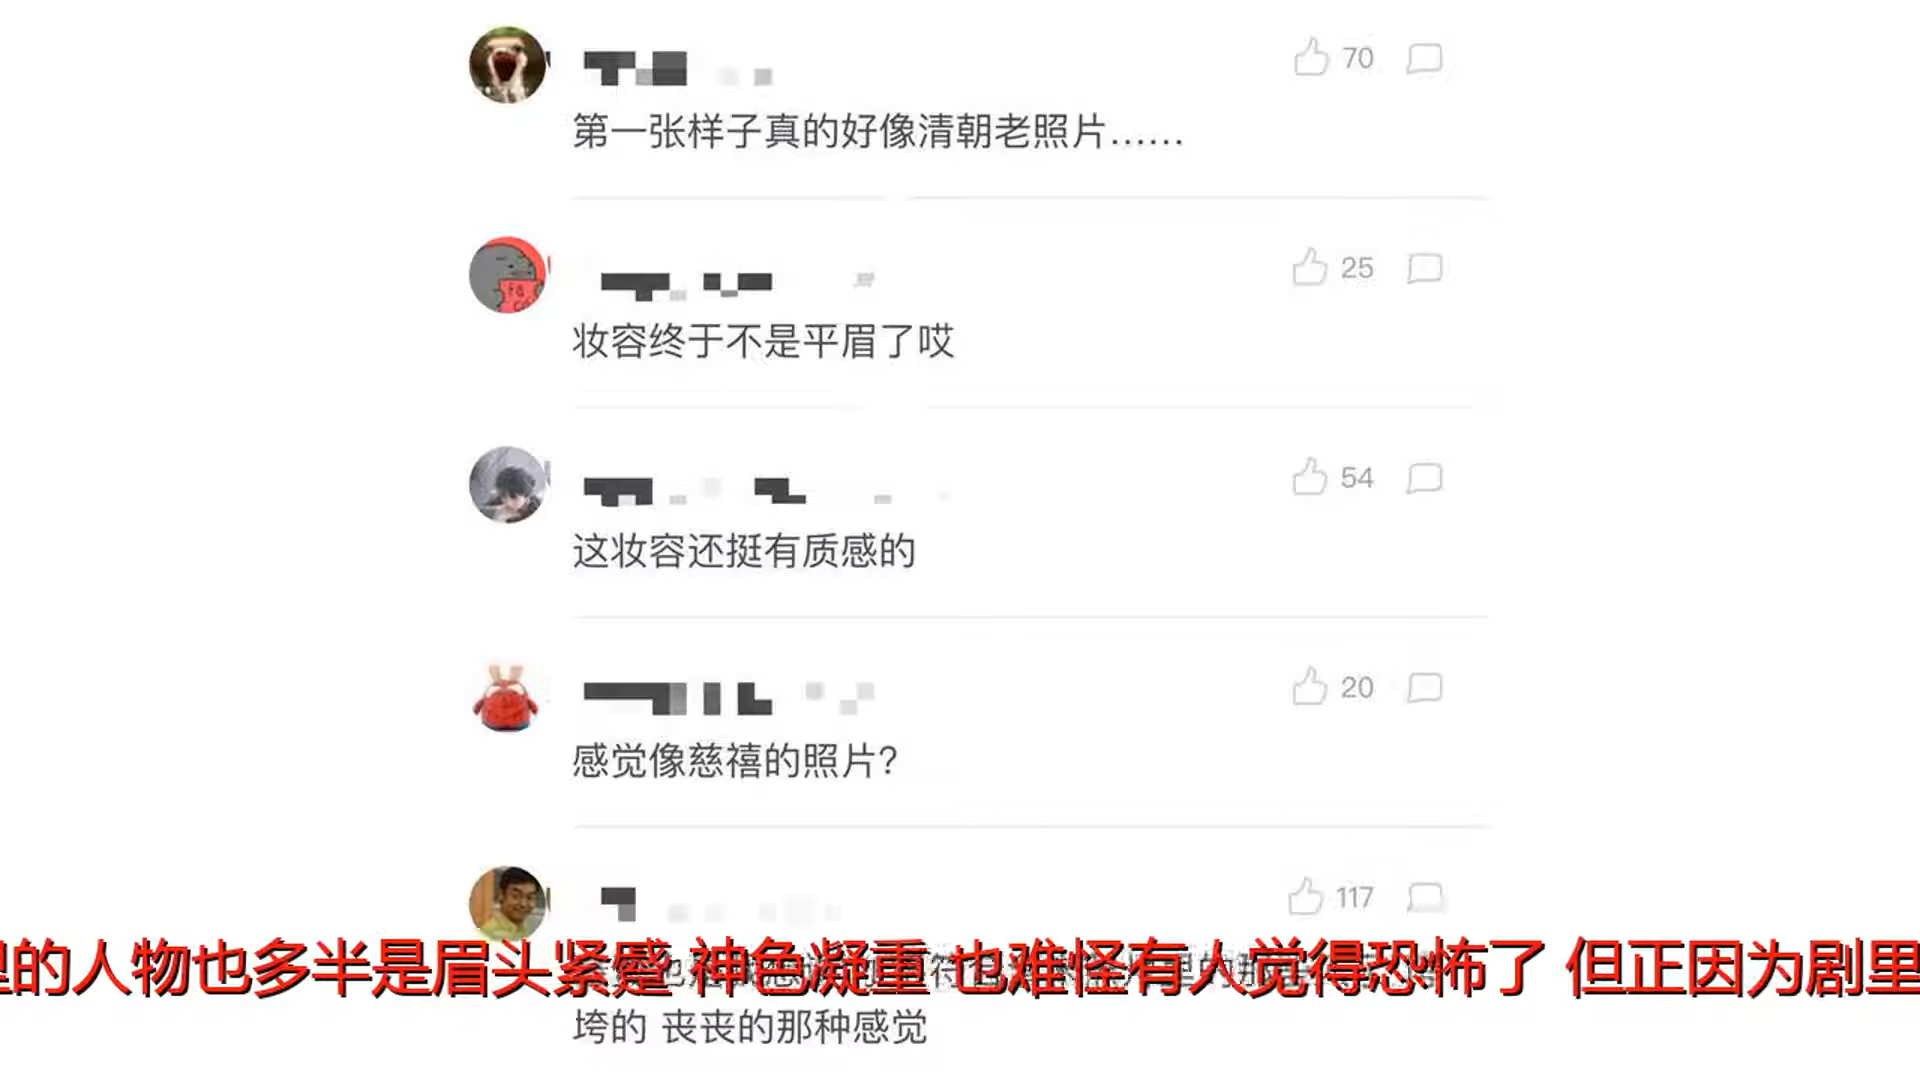 70
第一张样子真的好像清朝老照片……
25
妆容终于不是平眉了哎
54
这妆容还挺有质感的
20
感觉像慈禧的照片？
117
的人物也多半是眉头紧蹙 神色凝重 也难怪有人觉得恐怖了 但正因为剧里
垮的 丧丧的那种感觉